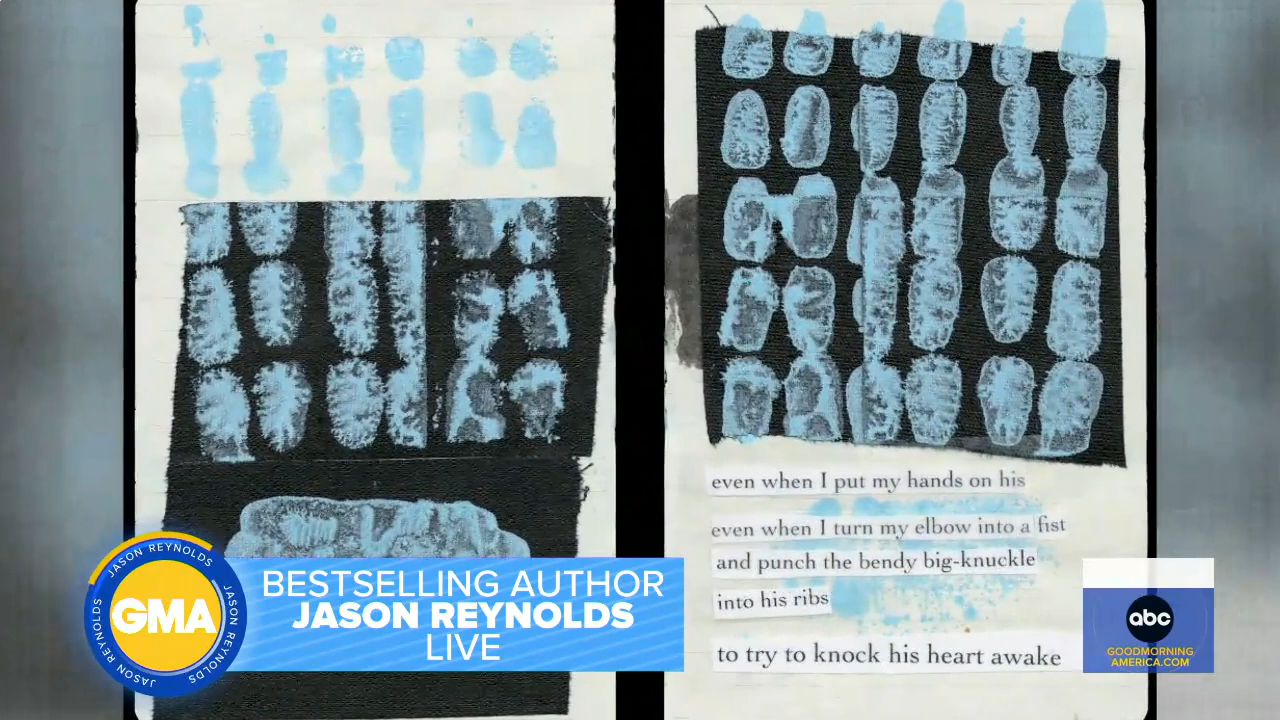 even when I put my hands on his
even when I turn my elbow into a fist
and punch the bendy big-knuckle
into his ribs
to try to knock his heart awake
JASON REYNOLDS
JASON REYNOLDS
JASON REYNOLDS
JASON REYNOLDS
GMA
BESTSELLING AUTHOR
JASON REYNOLDS
LIVE
abc
GOODMORNING
AMERICA.COM